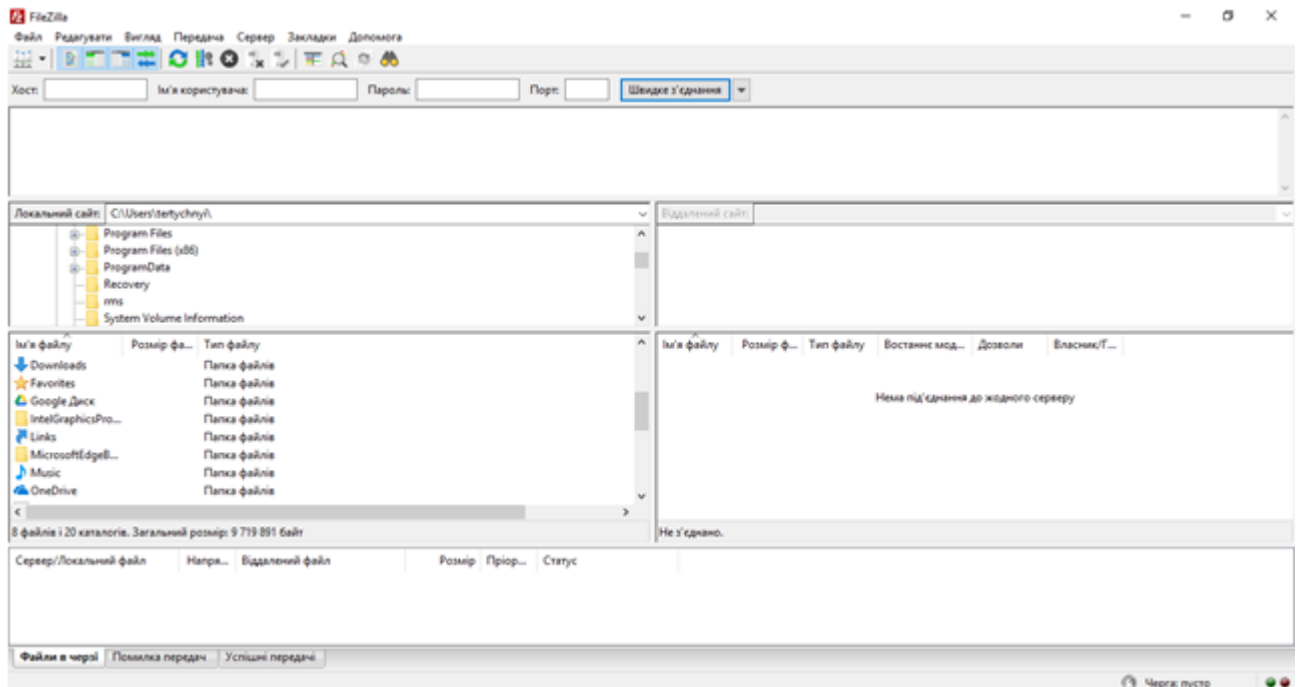 FileZilla
Файл Редагувати Вигляд Передача Сервер Закладки Допомога
Хост: Ім'я користувача: Пароль: Порт: Швидке з'єднання
Локальний сайт: C:\Users\tertychnyi\ Віддалений сайт:
Program Files
Program Files (x86)
ProgramData
Recovery
rms
System Volume Information
Ім'я файлу Розмір фа... Тип файлу Ім'я файлу Розмір ф... Тип файлу Востаннє мод... Дозволи Власник/Г...
Downloads Папка файлів
Favorites Папка файлів
Google Диск Папка файлів
Нема під'єднання до жодного серверу
IntelGraphicsPro... Папка файлів
Links Папка файлів
MicrosoftEdgeB... Папка файлів
Music Папка файлів
OneDrive Папка файлів
8 файлів і 20 каталогів. Загальний розмір: 9 719 891 байт Не з'єднано.
Сервер/Локальний файл Напря... Віддалений файл Розмір Пріор... Статус
Файли в черзі Помилка передач Успішні передачі
Черга: пусто